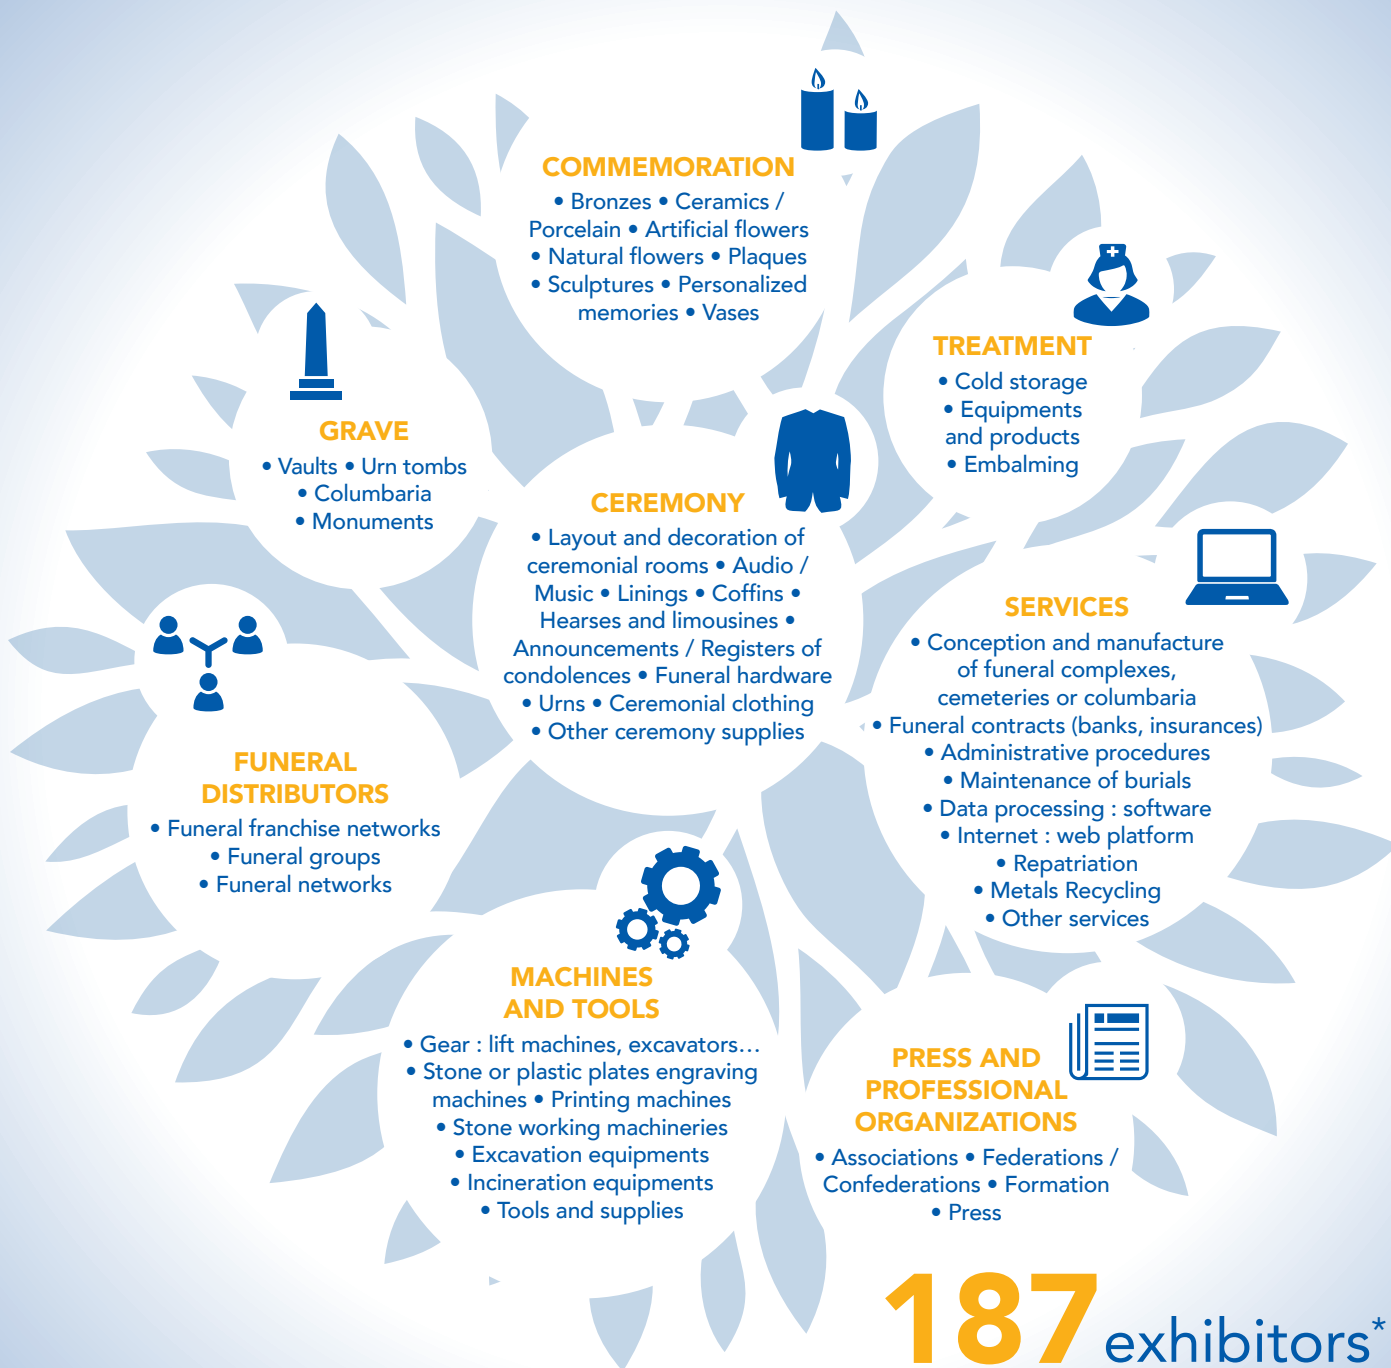 COMMEMORATION
• Bronzes • Ceramics /
Porcelain • Artificial flowers
• Natural flowers • Plaques
• Sculptures • Personalized
memories • Vases
TREATMENT
• Cold storage
• Equipments
and products
• Embalming
GRAVE
• Vaults • Urn tombs
• Columbaria
• Monuments
CEREMONY
• Layout and decoration of
ceremonial rooms • Audio /
Music • Linings • Coffins •
Hearses and limousines •
Announcements / Registers of
condolences • Funeral hardware
• Urns • Ceremonial clothing
• Other ceremony supplies
SERVICES
• Conception and manufacture
of funeral complexes,
cemeteries or columbaria
• Funeral contracts (banks, insurances)
• Administrative procedures
• Maintenance of burials
• Data processing : software
• Internet : web platform
• Repatriation
• Metals Recycling
• Other services
FUNERAL
DISTRIBUTORS
• Funeral franchise networks
• Funeral groups
• Funeral networks
MACHINES
AND TOOLS
• Gear : lift machines, excavators…
• Stone or plastic plates engraving
machines • Printing machines
• Stone working machineries
• Excavation equipments
• Incineration equipments
• Tools and supplies
PRESS AND
PROFESSIONAL
ORGANIZATIONS
• Associations • Federations /
Confederations • Formation
• Press
187 exhibitors*